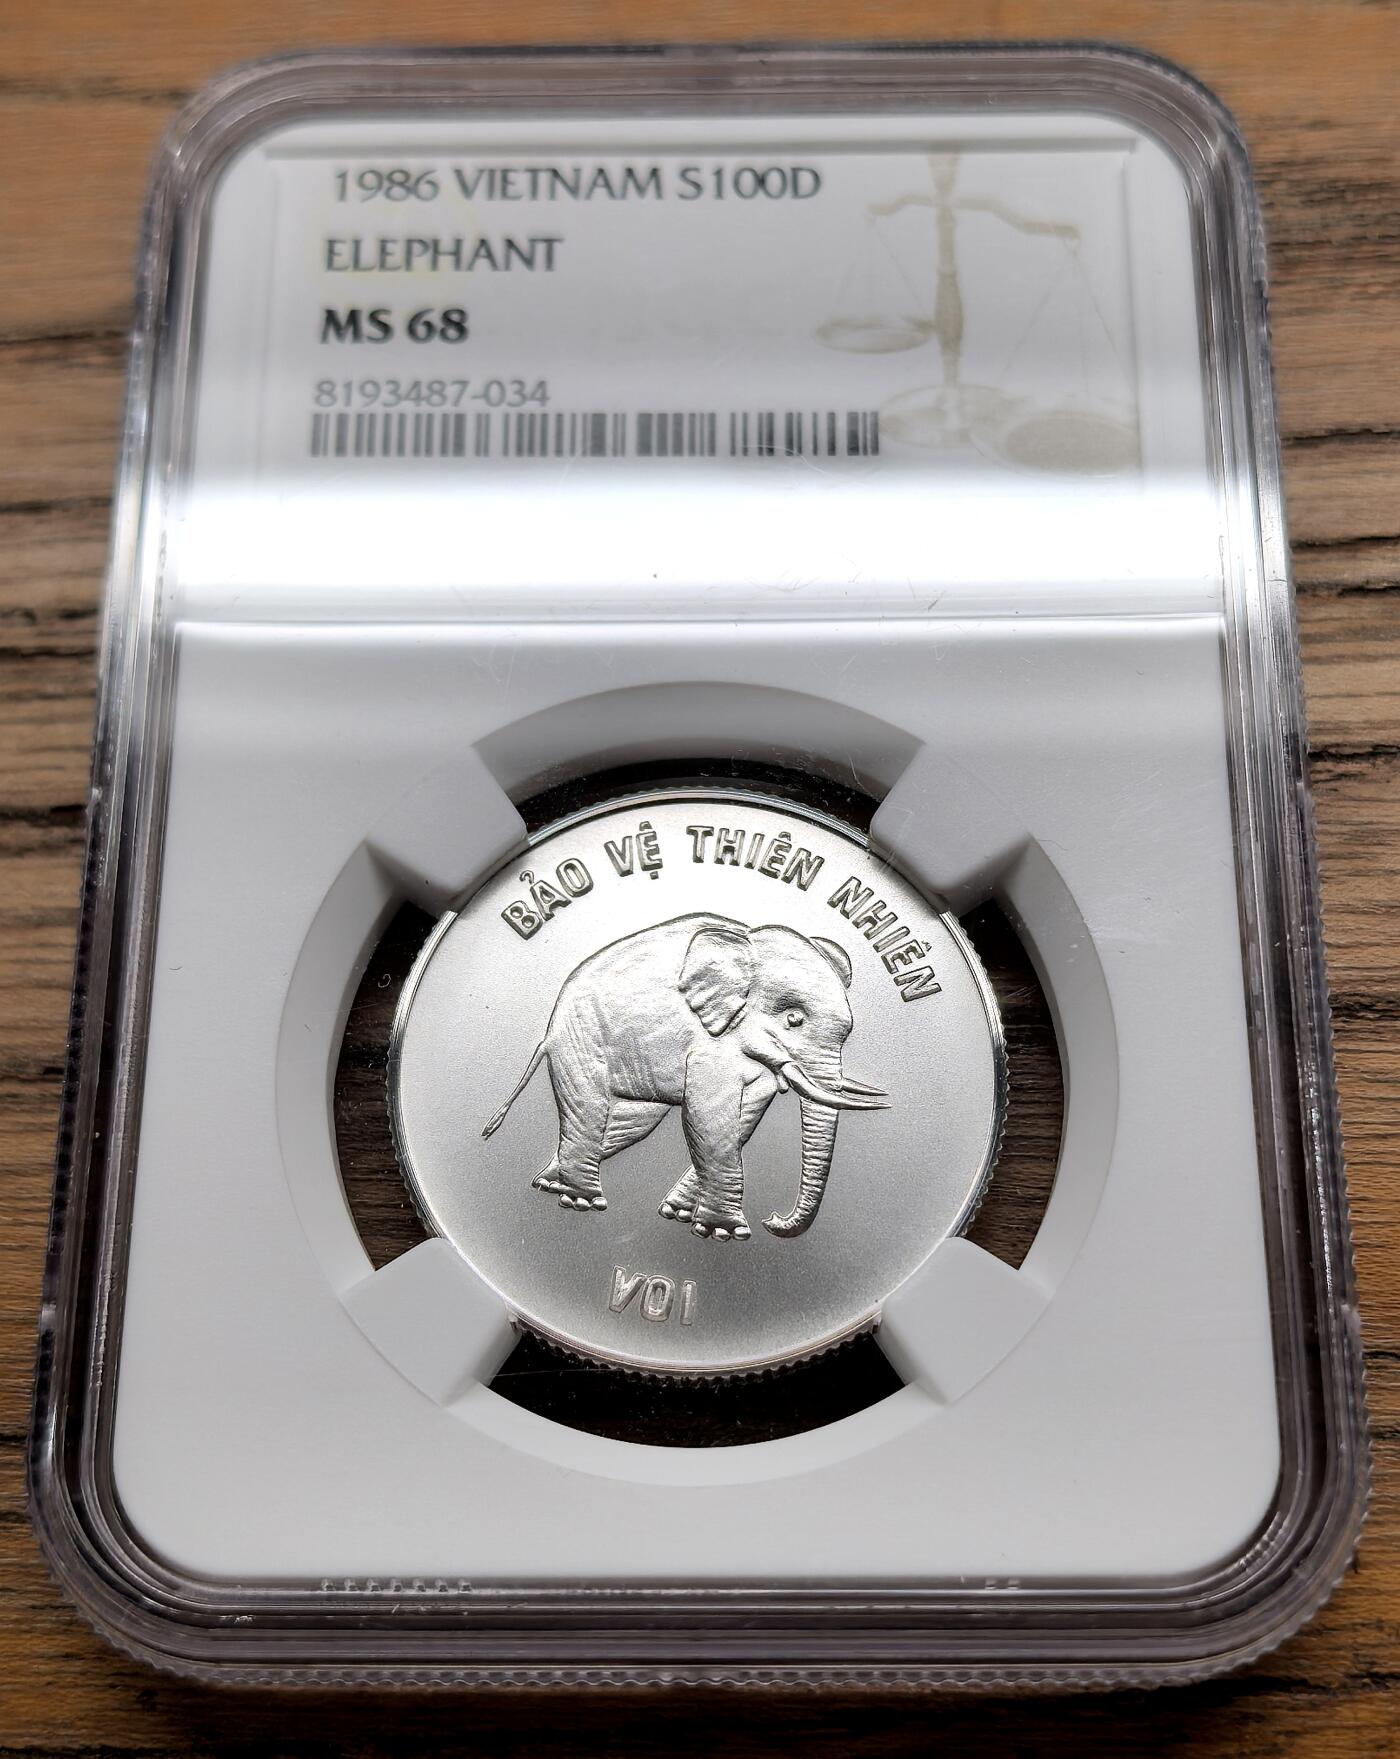 1986 VIETNAM S100D
ELEPHANT
MS 68
8193487-034
BẢO VỆ THIÊN NHIÊN
VOI